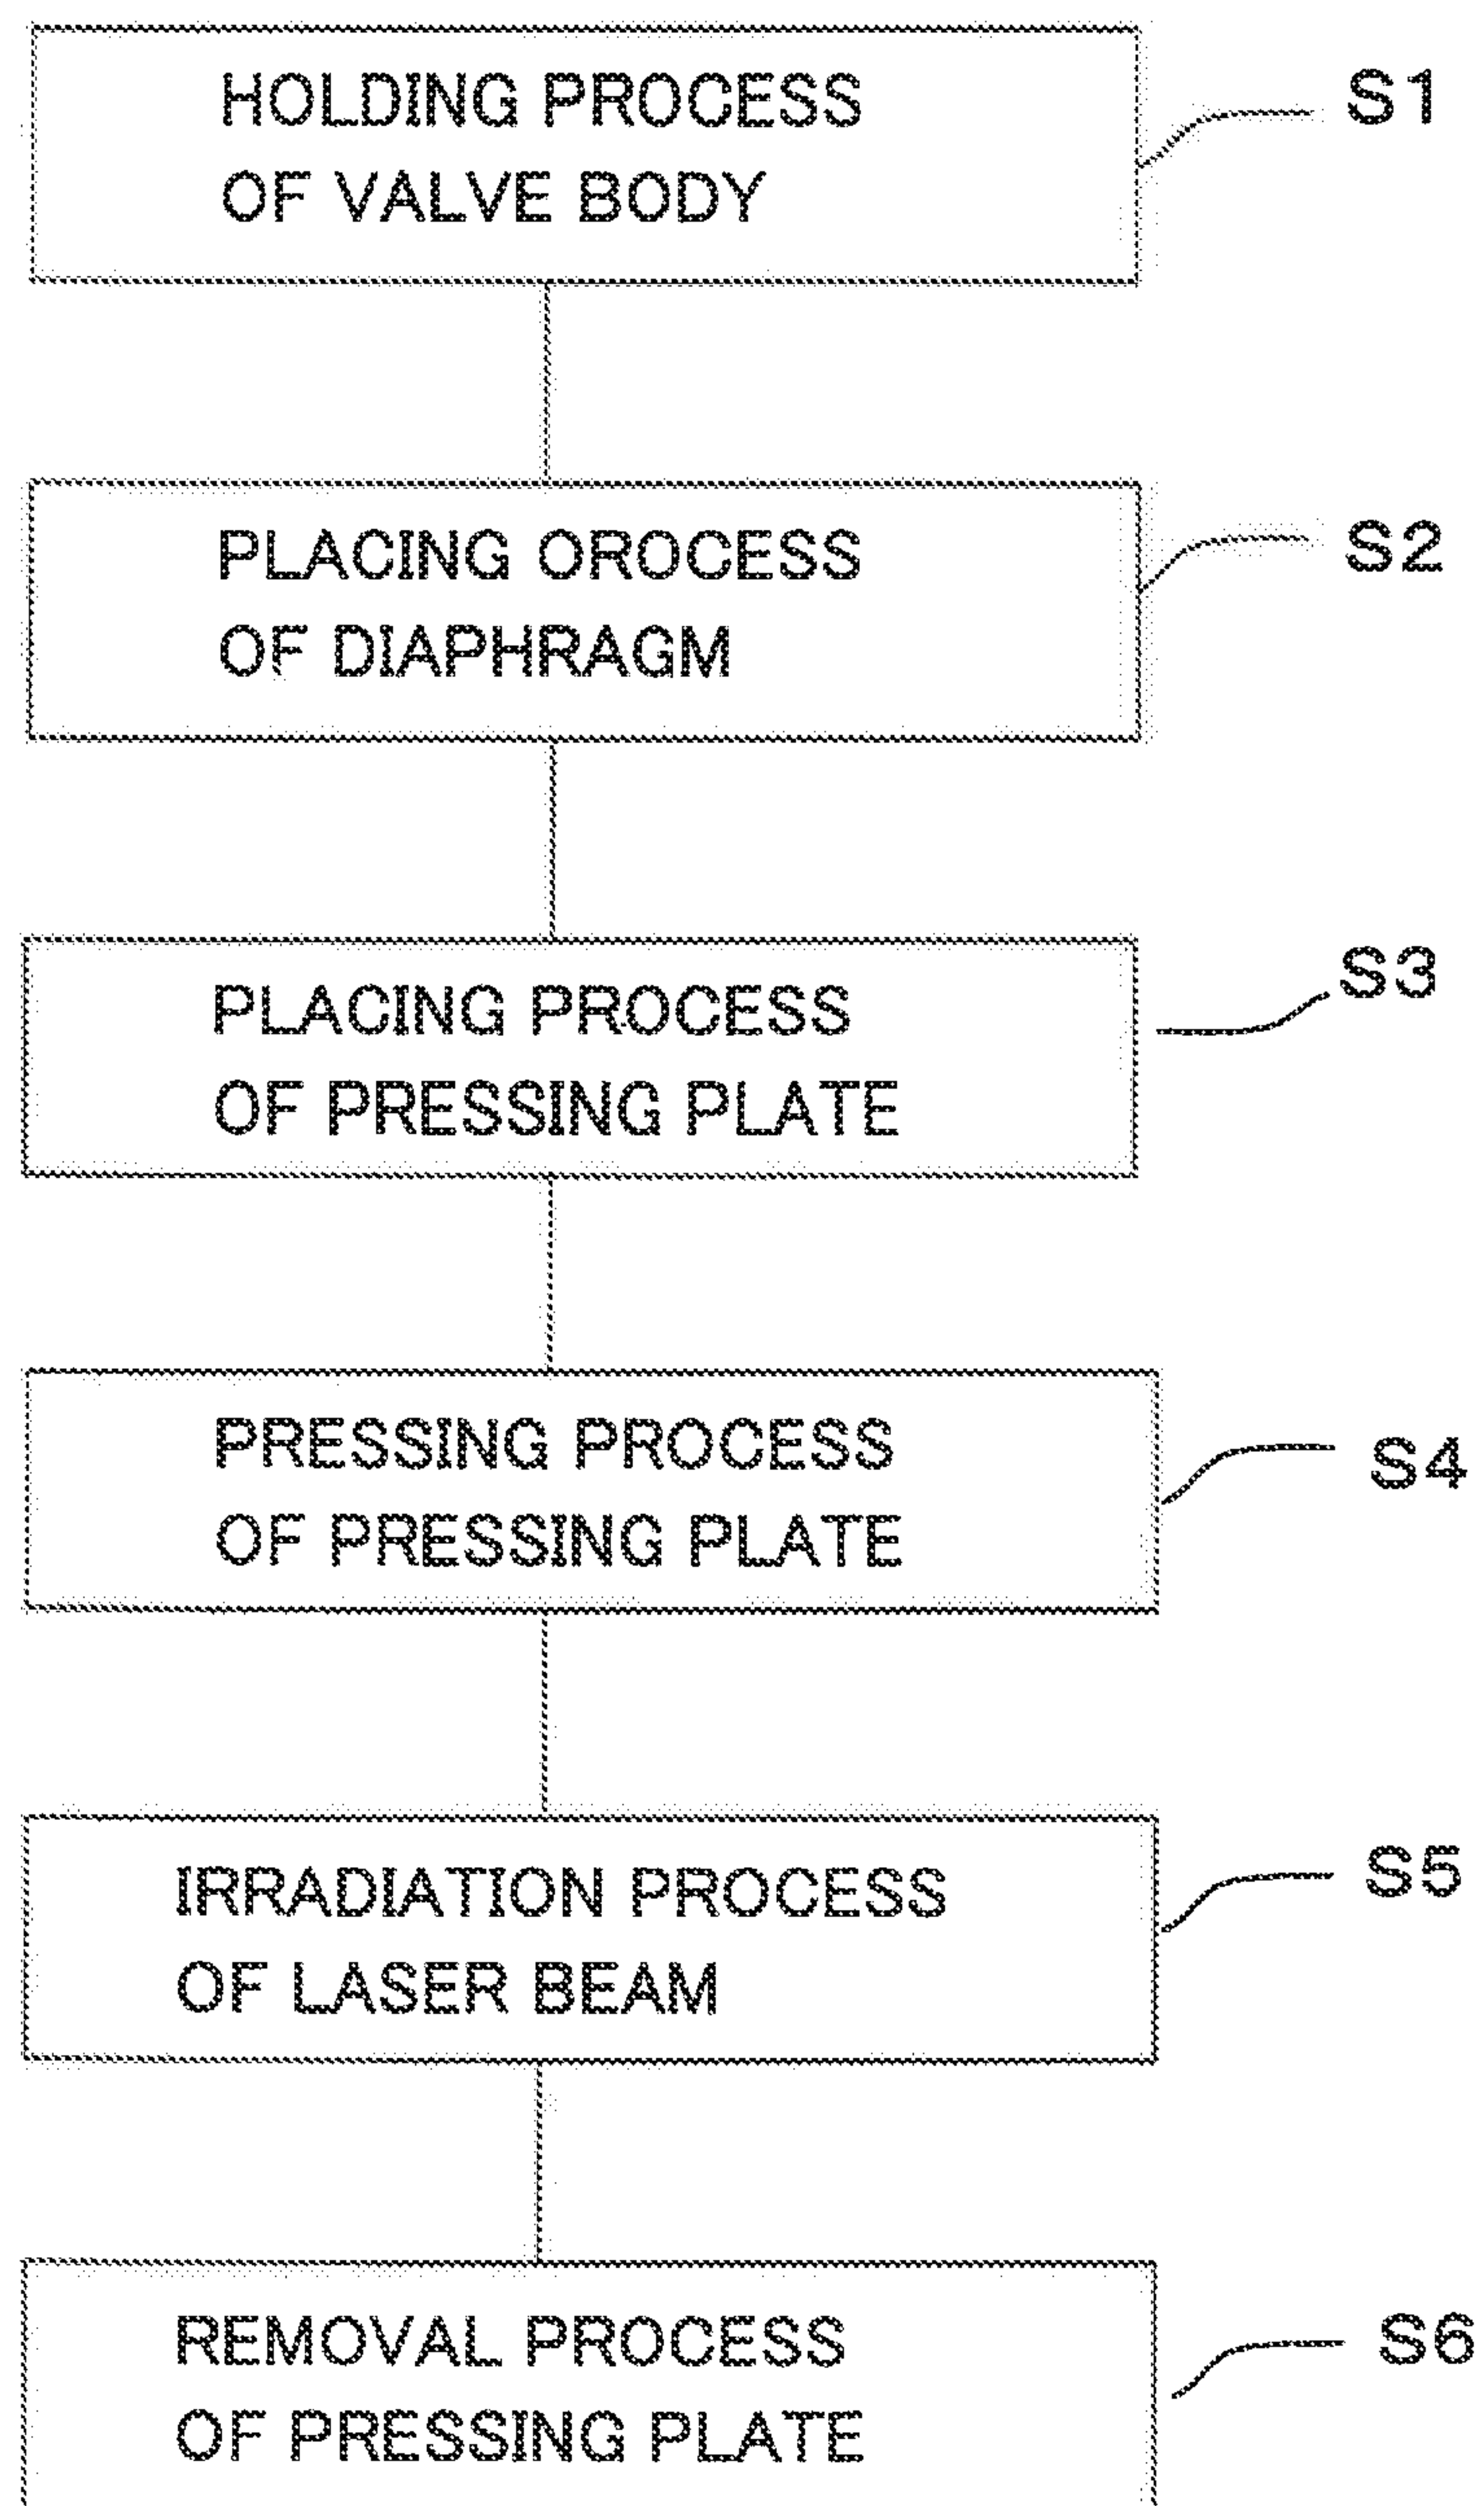 HOLDING PROCESS
OF VALVE BODY
S1
PLACING OROCESS
OF DIAPHRAGM
S2
PLACING PROCESS
OF PRESSING PLATE
S3
PRESSING PROCESS
OF PRESSING PLATE
S4
IRRADIATION PROCESS
OF LASER BEAM
S5
REMOVAL PROCESS
OF PRESSING PLATE
S6